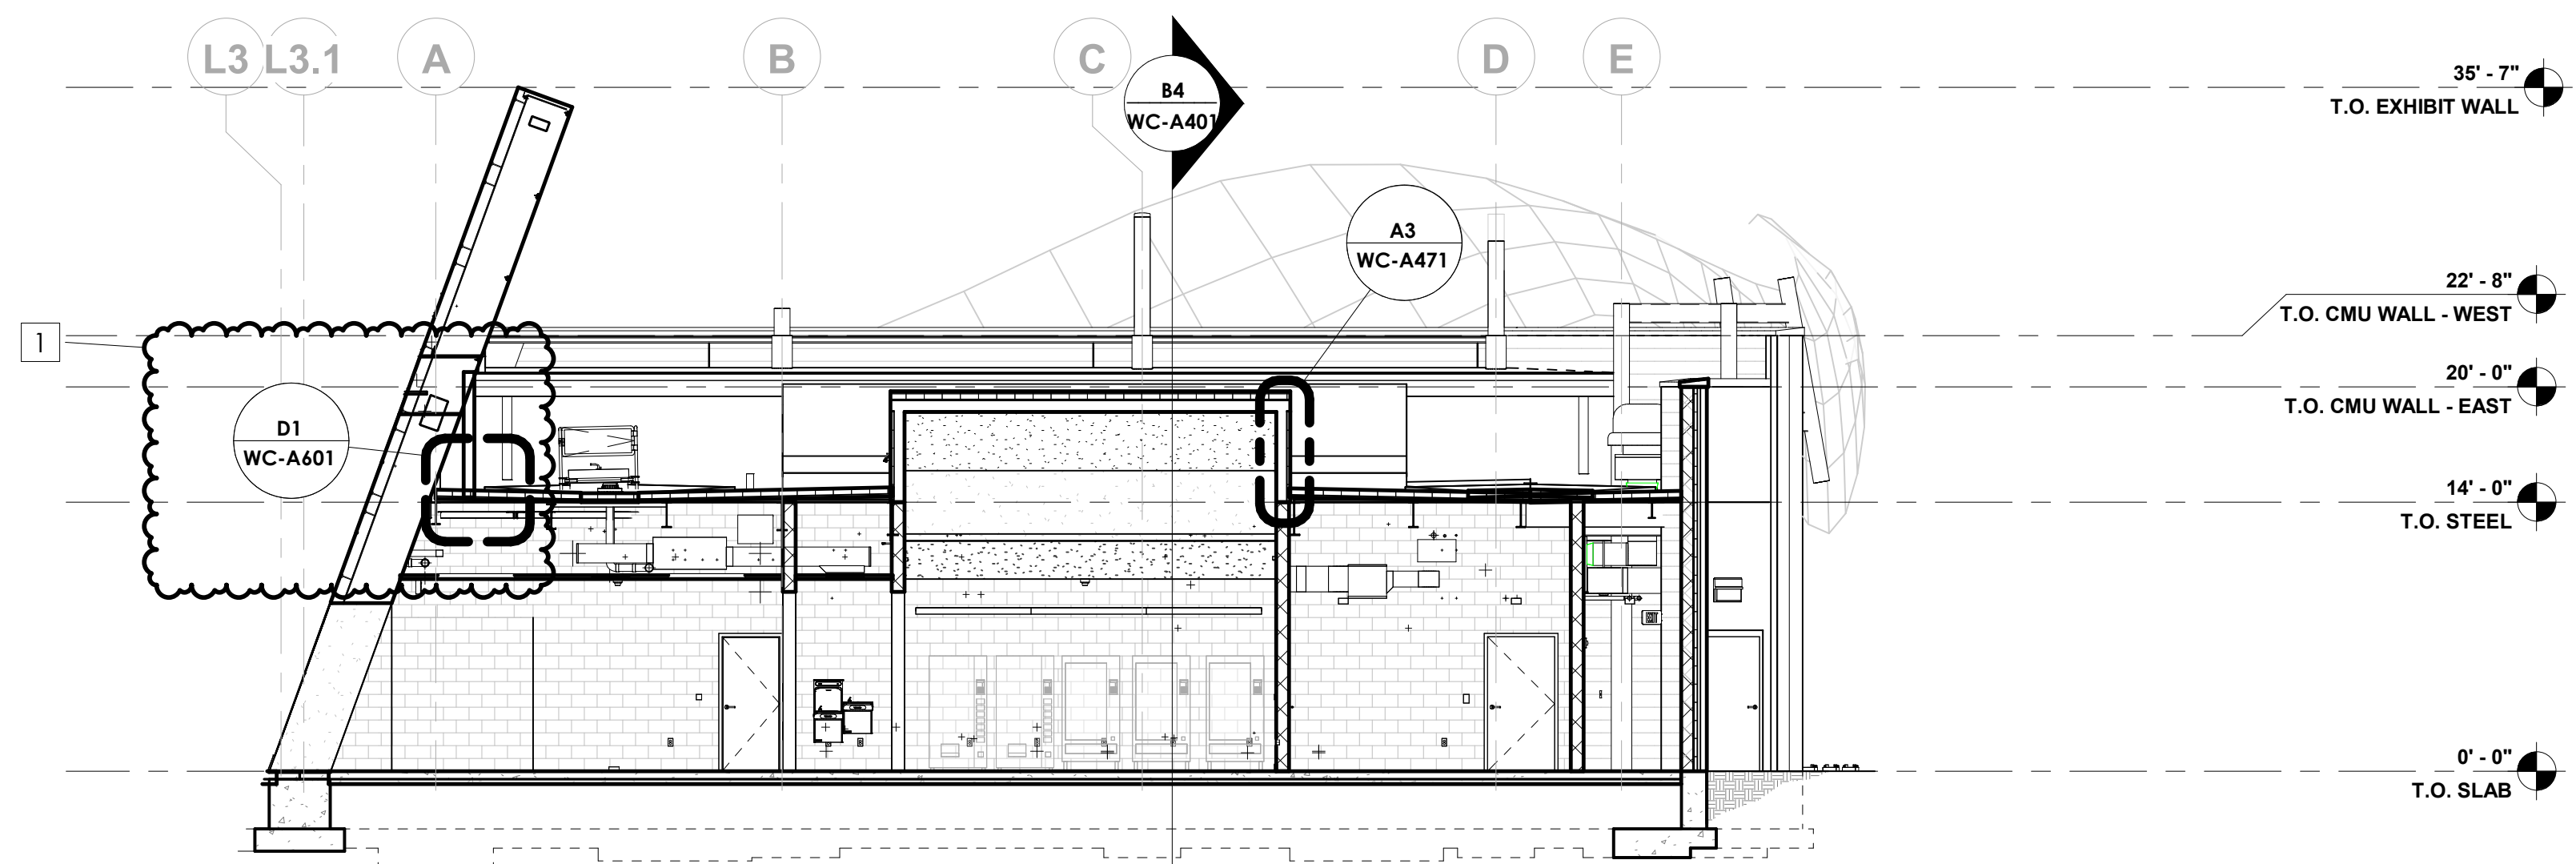 L3
L3.1
A
B
C
D
E
B4
WC-A401
A3
WC-A471
D1
WC-A601
1
35' - 7"
T.O. EXHIBIT WALL
22' - 8"
T.O. CMU WALL - WEST
20' - 0"
T.O. CMU WALL - EAST
14' - 0"
T.O. STEEL
0' - 0"
T.O. SLAB